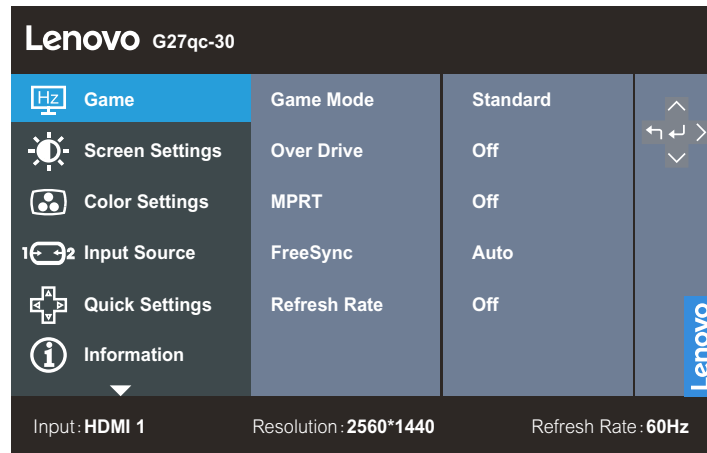 Lenovo G27qc-30
Hz Game Game Mode Standard
Screen Settings Over Drive Off
Color Settings MPRT Off
1 2 Input Source FreeSync Auto
Quick Settings Refresh Rate Off
i Information
Lenovo
Input:HDMI 1 Resolution:2560*1440 Refresh Rate:60Hz